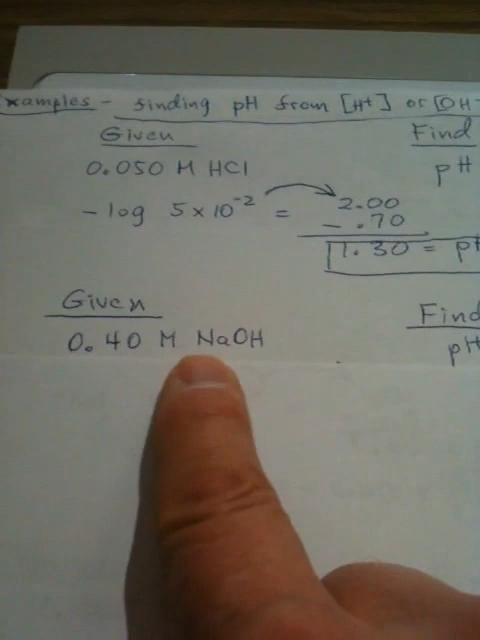 xamples - finding pH from [H+] or [OH-
Given Find
0.050 M HCl pH
- log 5 x 10-2 = 2.00
- .70
1.30 = pH
Given Find
0.40 M NaOH pH